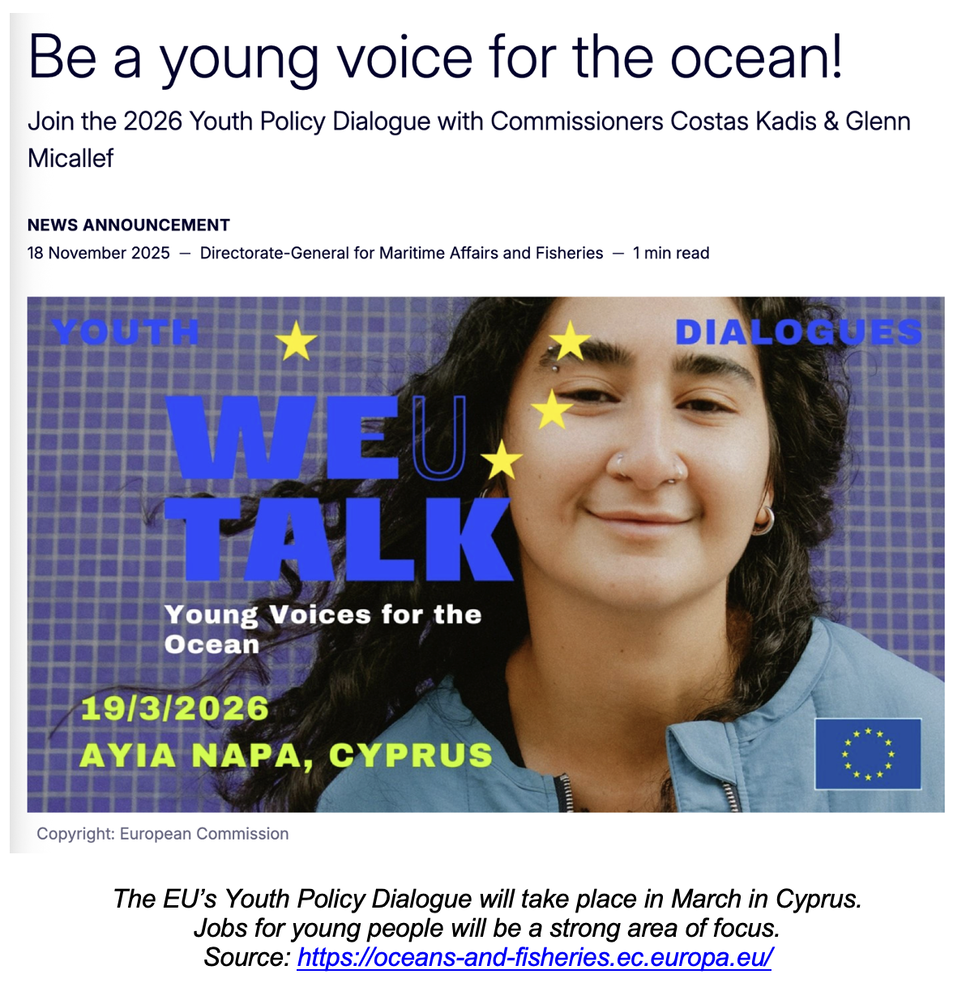 Be a young voice for the ocean!
Join the 2026 Youth Policy Dialogue with Commissioners Costas Kadis & Glenn
Micallef
NEWS ANNOUNCEMENT
18 November 2025 — Directorate-General for Maritime Affairs and Fisheries — 1 min read
YOUTH DIALOGUES
WEU
TALK
Young Voices for the
Ocean
19/3/2026
AYIA NAPA, CYPRUS
Copyright: European Commission
The EU’s Youth Policy Dialogue will take place in March in Cyprus.
Jobs for young people will be a strong area of focus.
Source: https://oceans-and-fisheries.ec.europa.eu/